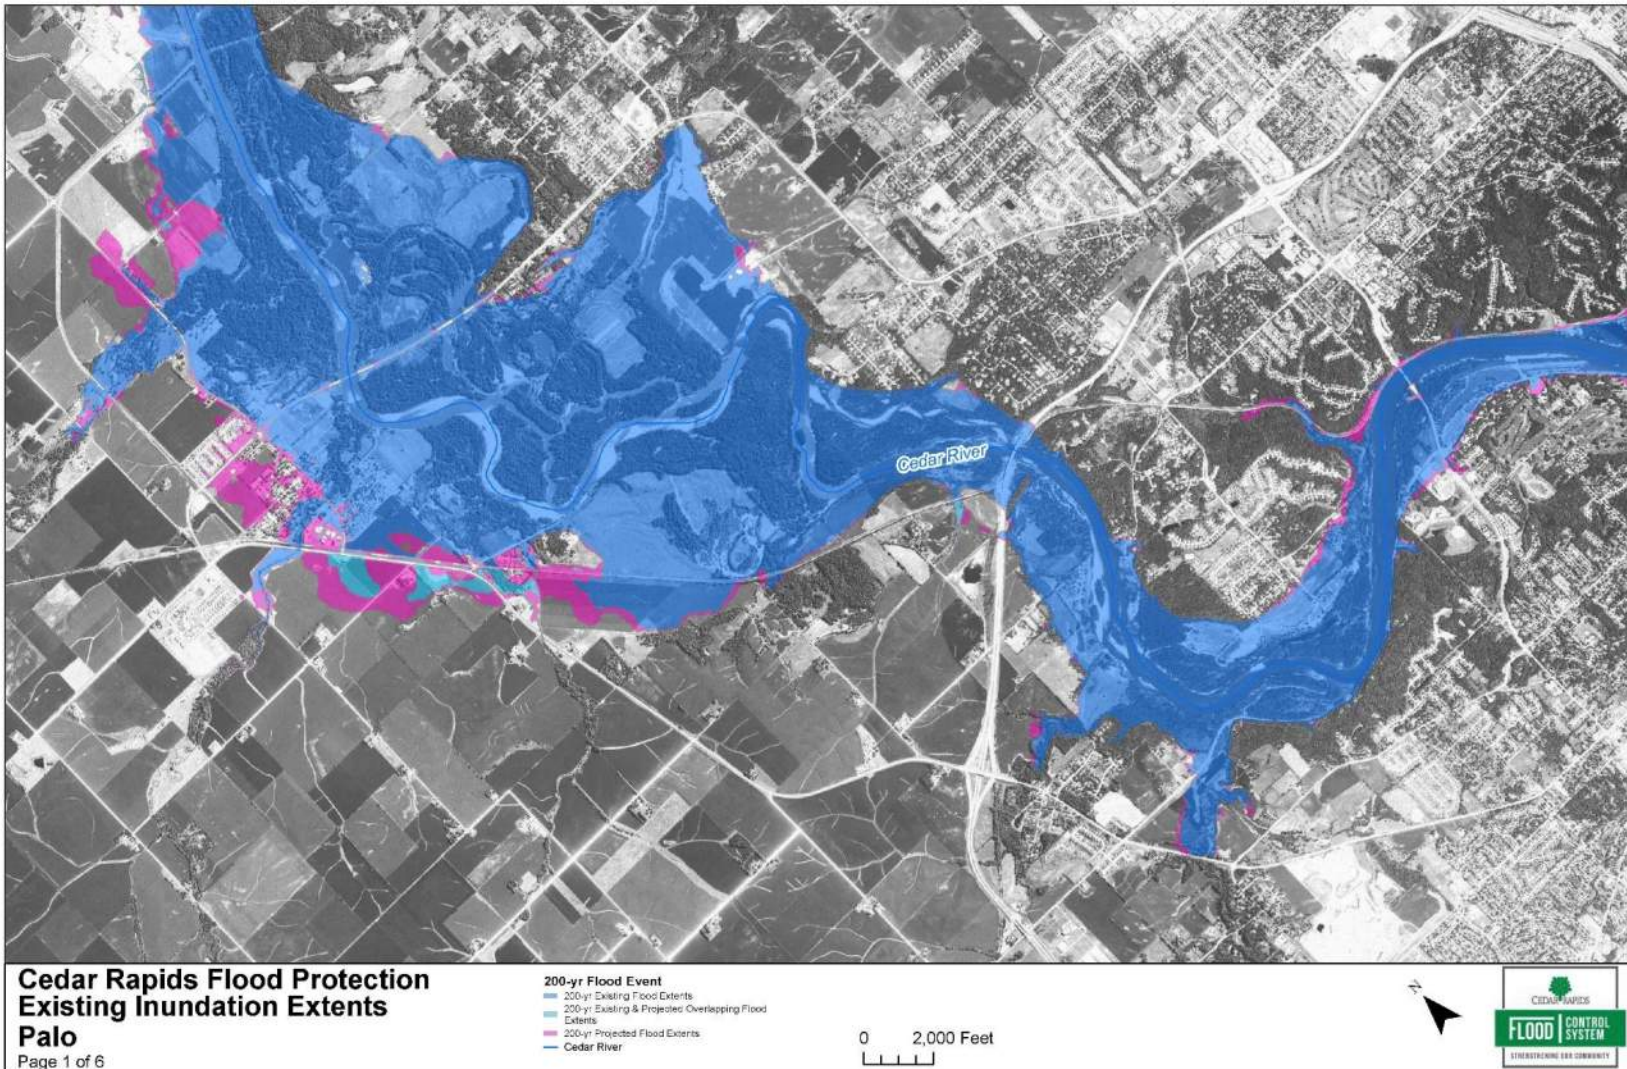 Cedar River
Cedar Rapids Flood Protection
Existing Inundation Extents
Palo
Page 1 of 6
200-yr Flood Event
200-yr Existing Flood Extents
200-yr Existing & Projected Overlapping Flood
Extents
200-yr Projected Flood Extents
Cedar River
0 2,000 Feet
N
CEDAR RAPIDS
FLOOD CONTROL
SYSTEM
STRENGTHENING OUR COMMUNITY